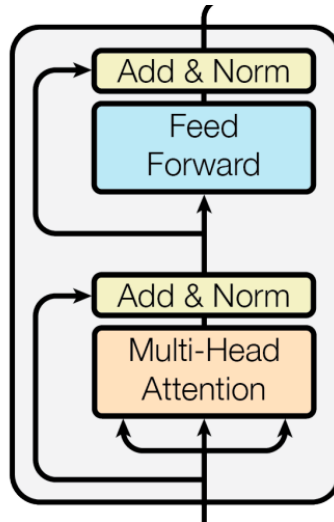 Add & Norm
Feed
Forward
Add & Norm
Multi-Head
Attention